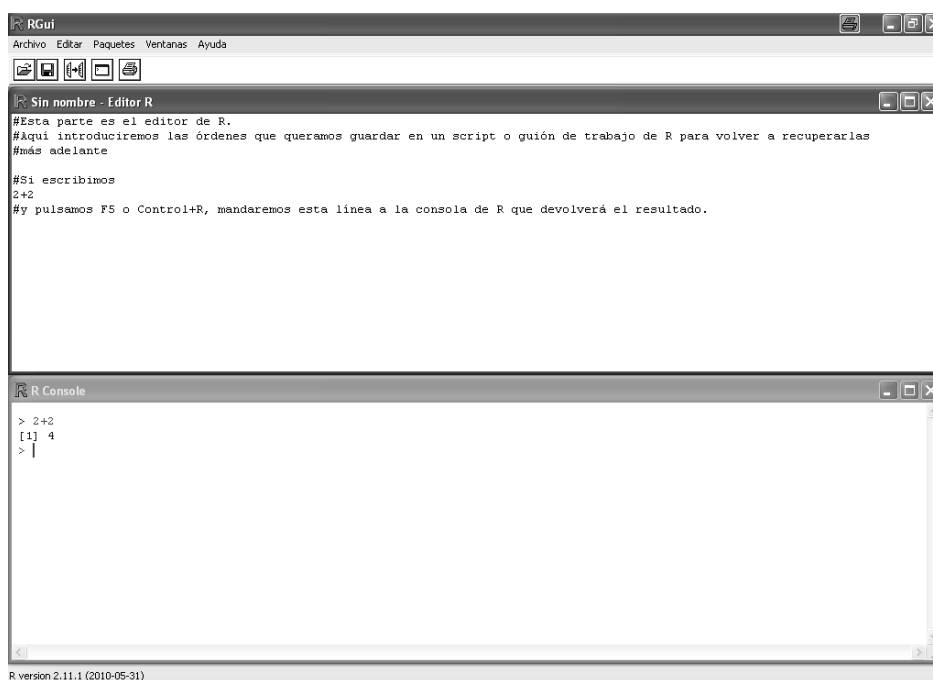 RGui
Archivo Editar Paquetes Ventanas Ayuda
Sin nombre - Editor R
#Esta parte es el editor de R.
#Aquí introduciremos las órdenes que queramos guardar en un script o guión de trabajo de R para volver a recuperarlas
#más adelante
#Si escribimos
2+2
#y pulsamos F5 o Control+R, mandaremos esta línea a la consola de R que devolverá el resultado.
R Console
> 2+2
[1] 4
>
R version 2.11.1 (2010-05-31)